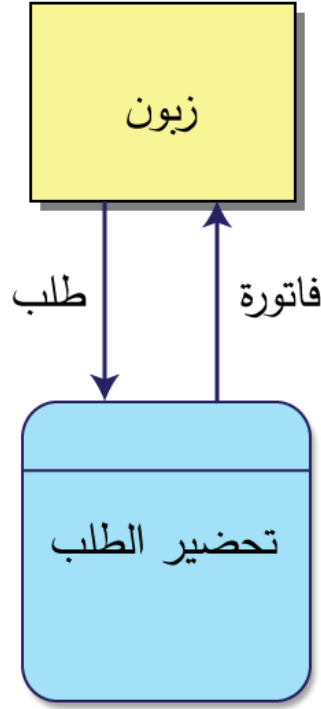 زبون
فاتورة
طلب
تحضير الطلب